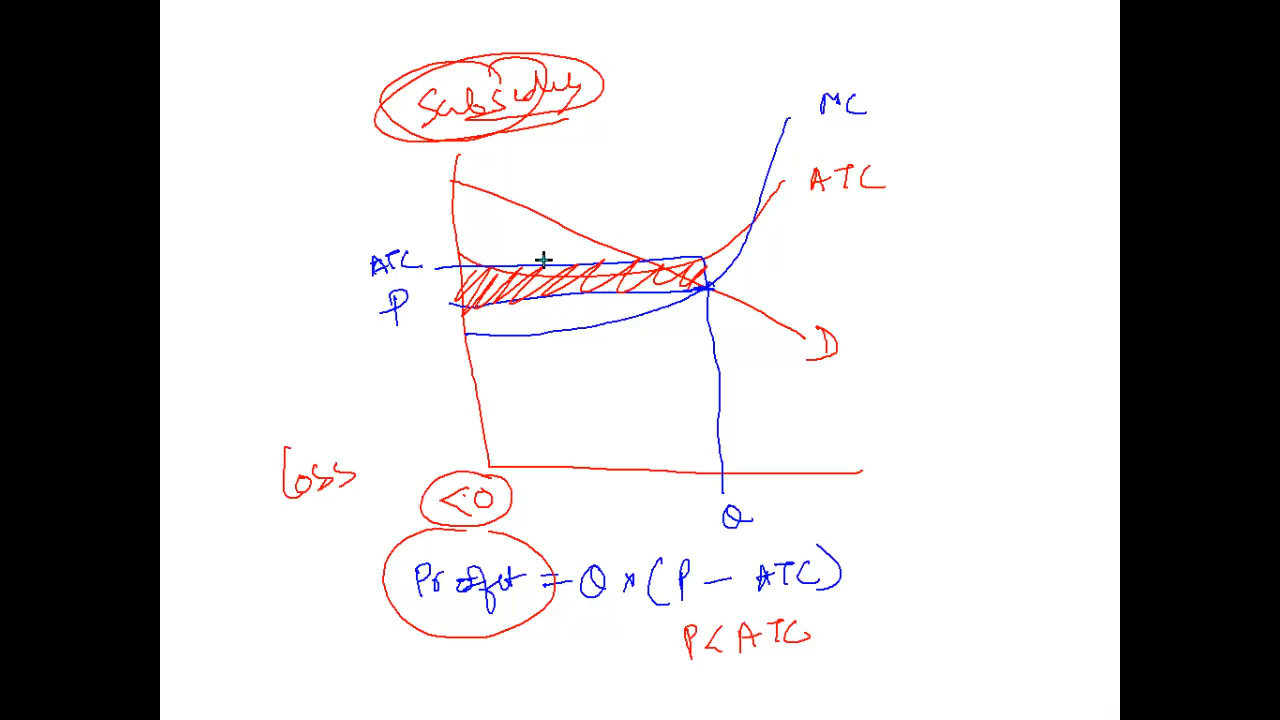 Subsidy
MC
ATC
ATC
P
D
Loss
<0
Q
Profit = Q × (P - ATC)
P < ATC